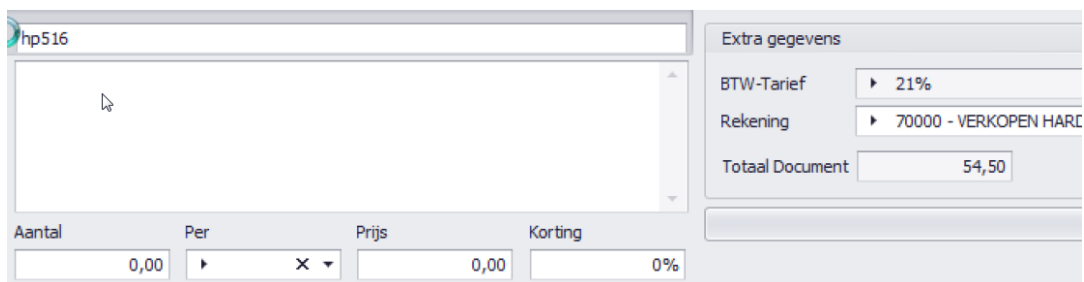 hp516
Extra gegevens
BTW-Tarief 21%
Rekening 70000 - VERKOPEN HARD
Totaal Document 54,50
Aantal Per Prijs Korting
0,00 0,00 0%